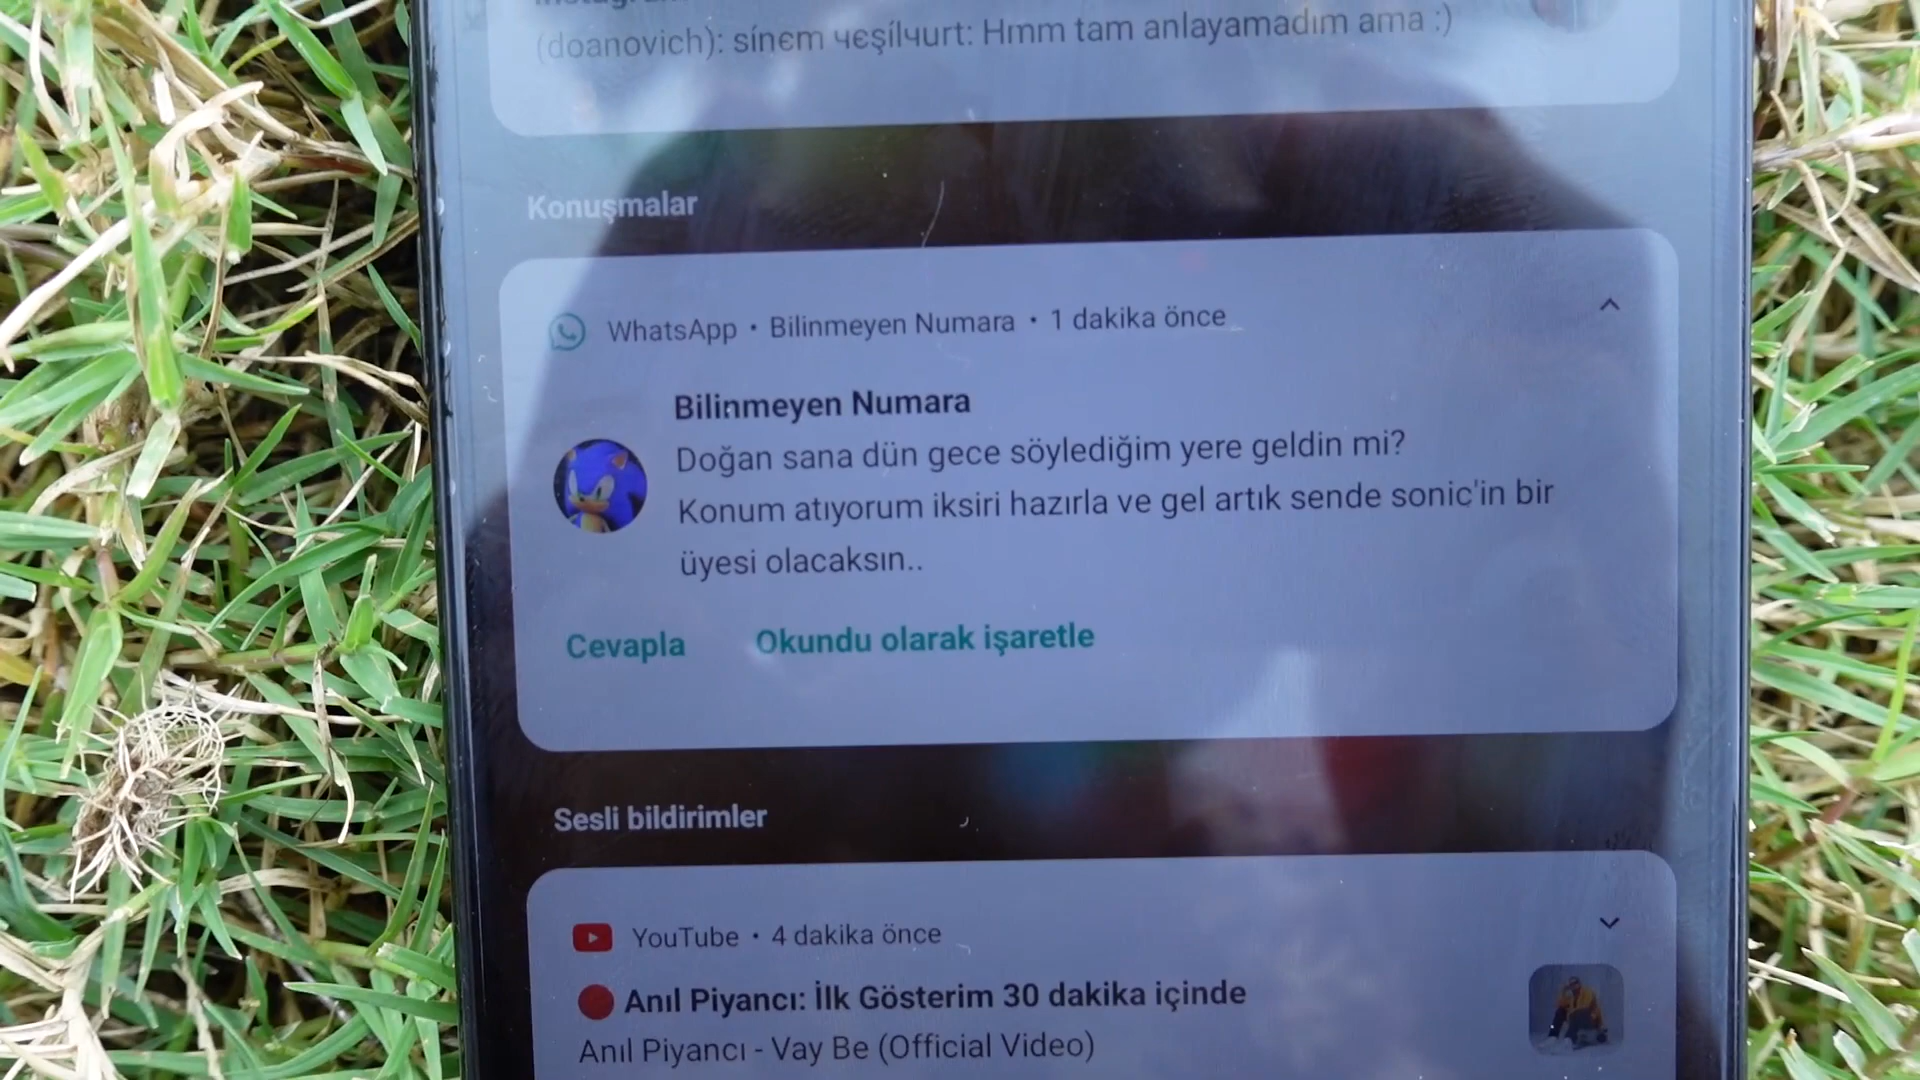 (doanovich): sínєm чєşílчurt: Hmm tam anlayamadım ama :)
Konuşmalar
WhatsApp • Bilinmeyen Numara • 1 dakika önce
Bilinmeyen Numara
Doğan sana dün gece söylediğim yere geldin mi?
Konum atıyorum iksiri hazırla ve gel artık sende sonic'in bir
üyesi olacaksın..
Cevapla Okundu olarak işaretle
Sesli bildirimler
YouTube • 4 dakika önce
Anıl Piyancı: İlk Gösterim 30 dakika içinde
Anıl Piyancı - Vay Be (Official Video)